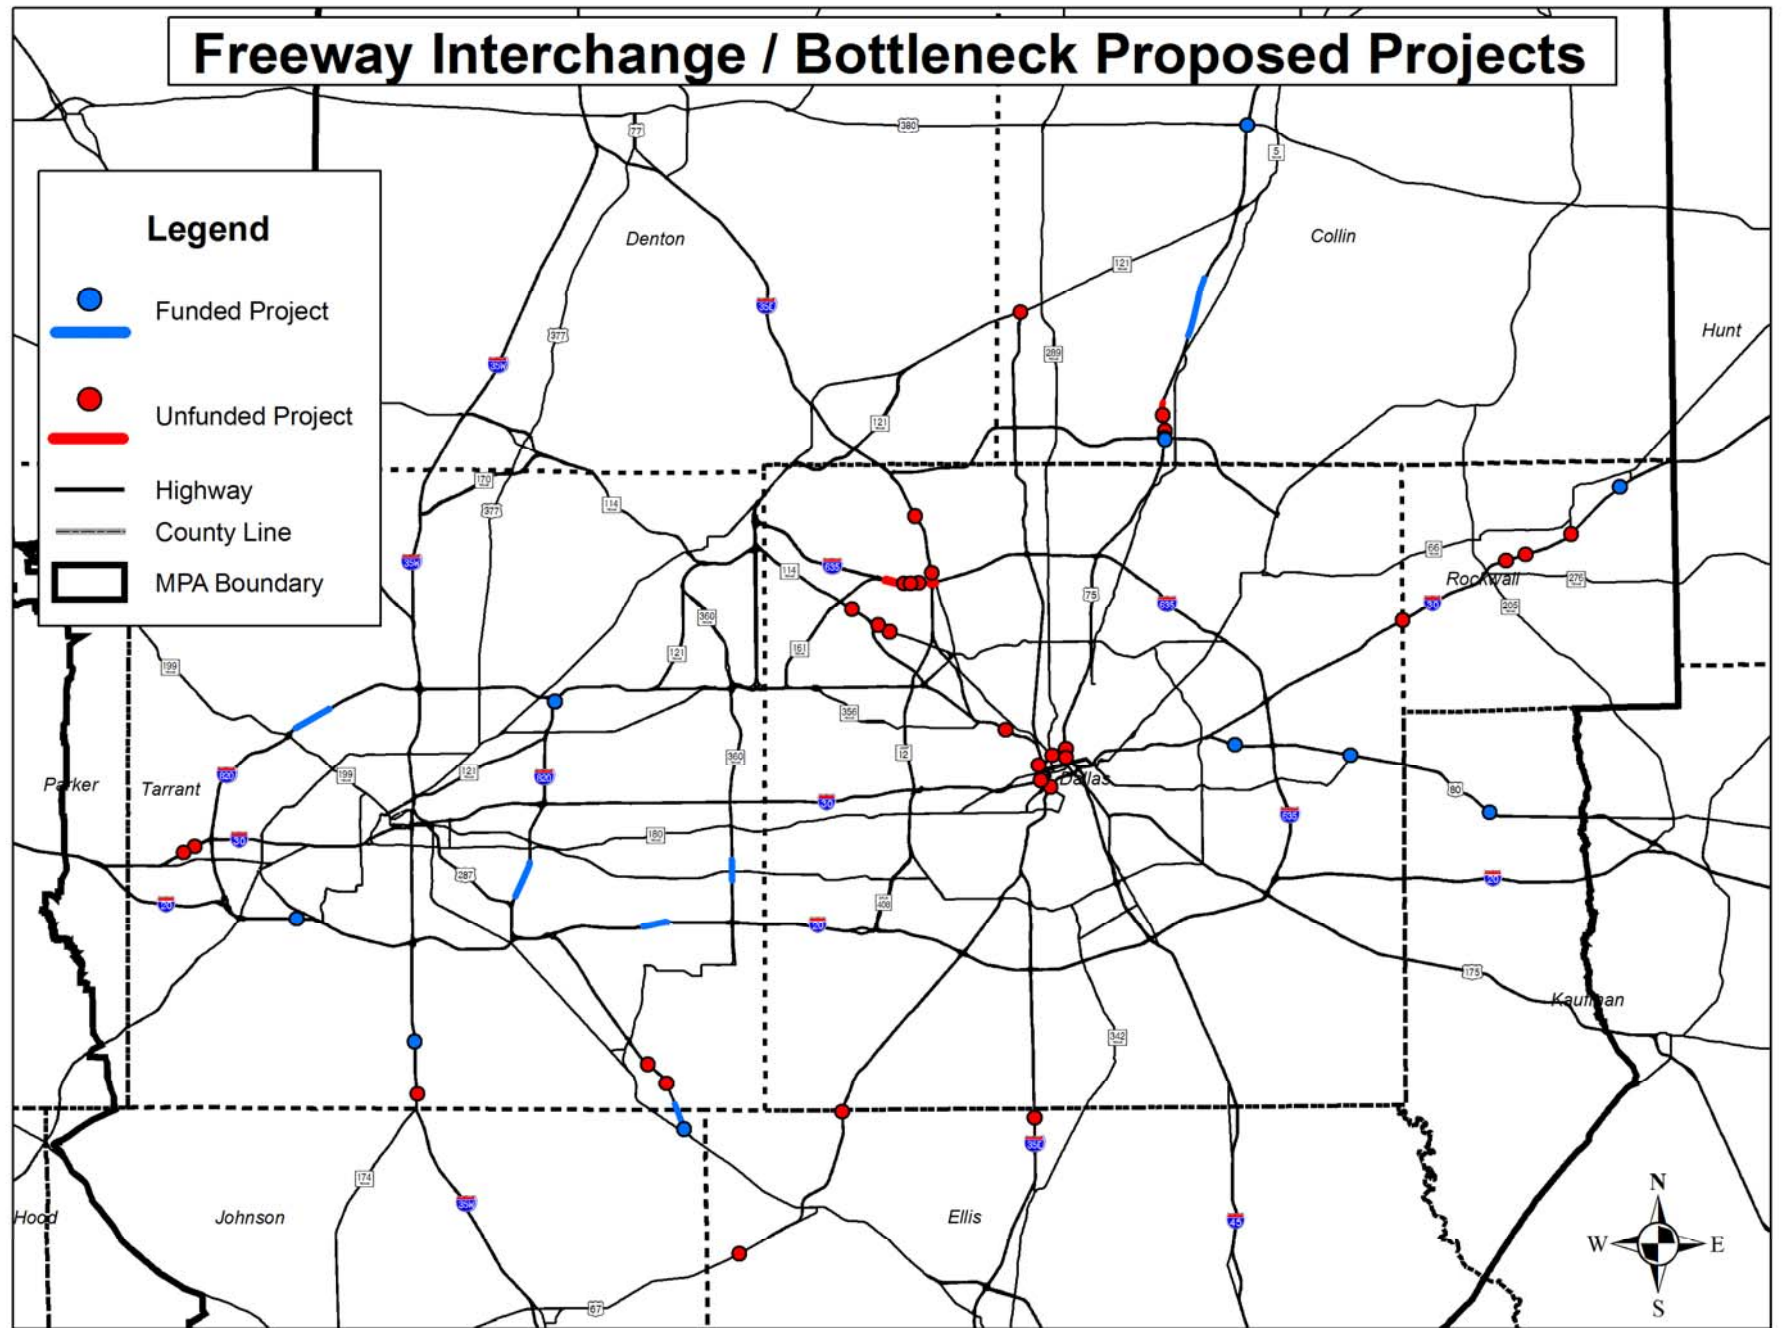 Freeway Interchange / Bottleneck Proposed Projects
77
380
5
Legend
Denton
Collin
121
Funded Project
35E
Hunt
377
289
35W
Unfunded Project
121
170
Highway
377
114
County Line
35W
635
114
66
MPA Boundary
Rockwall
276
75
635
30
205
360
161
121
199
356
12
360
Parker
Tarrant
820
199
121
820
Dallas
80
30
635
30
180
287
20
20
408
20
175
Kaufman
342
35E
174
35W
Hood
Johnson
Ellis
45
67
N
W
E
S